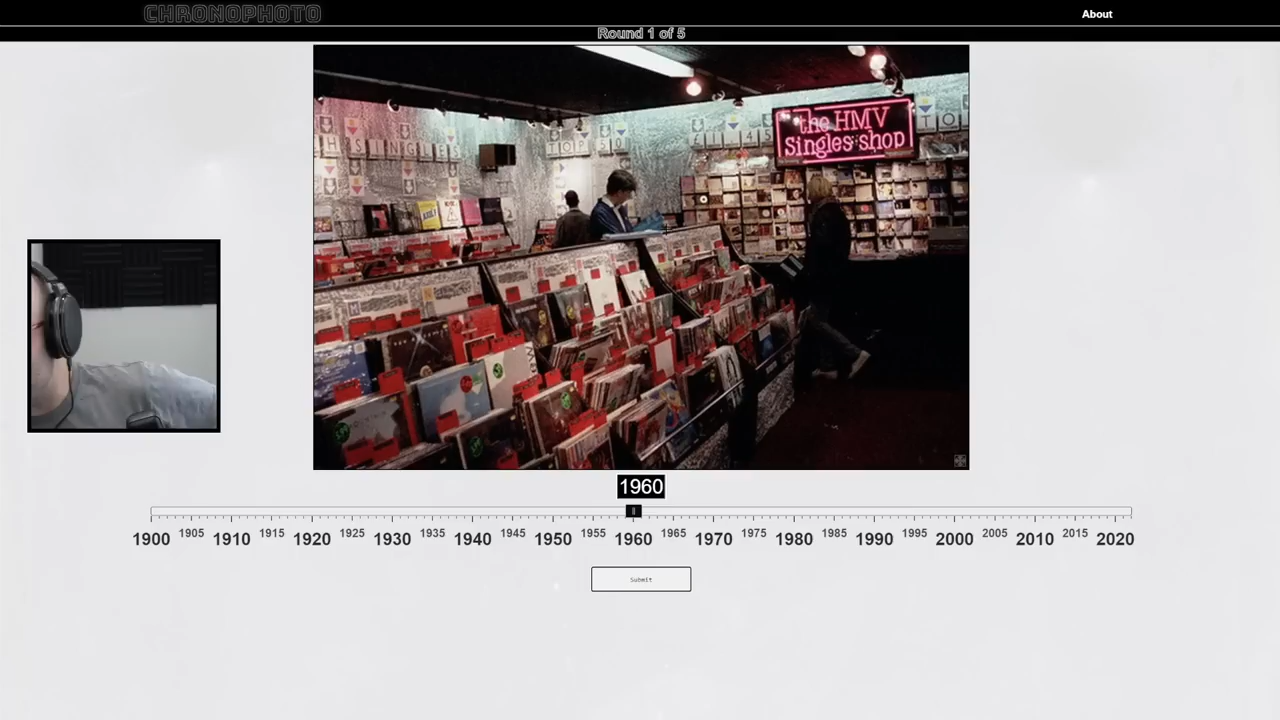 CHRONOPHOTO
About
Round 1 of 5
the HMV
Singles shop
SINGLES
TOP 50
TO
1960
1900 1905 1910 1915 1920 1925 1930 1935 1940 1945 1950 1955 1960 1965 1970 1975 1980 1985 1990 1995 2000 2005 2010 2015 2020
Submit